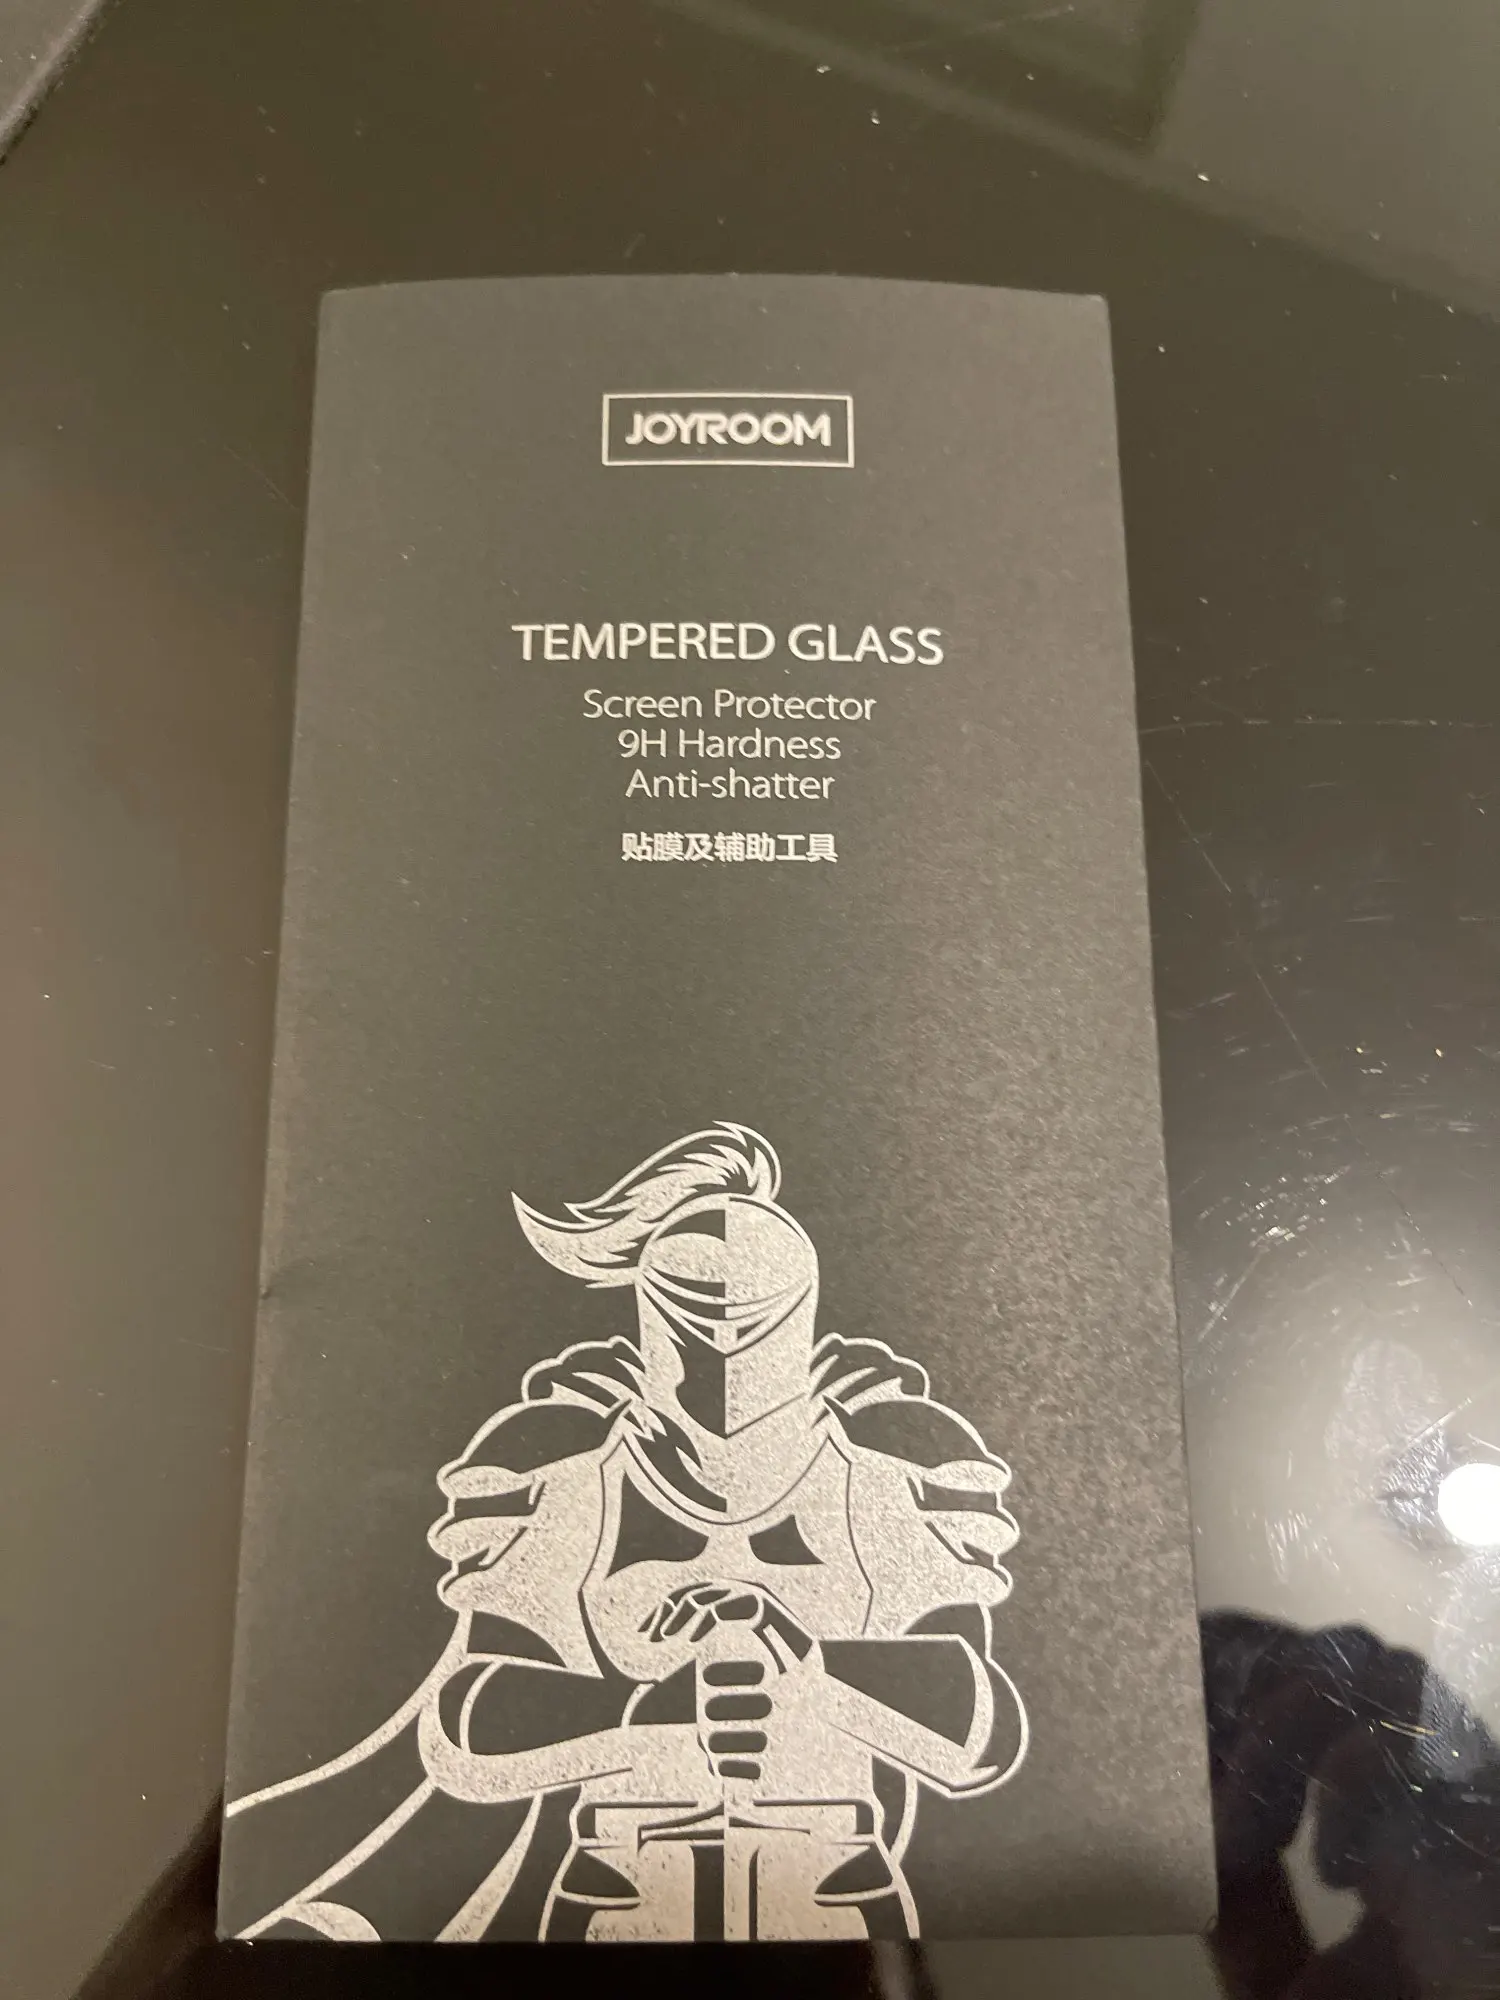 JOYROOM
TEMPERED GLASS
Screen Protector
9H Hardness
Anti-shatter
贴膜及辅助工具